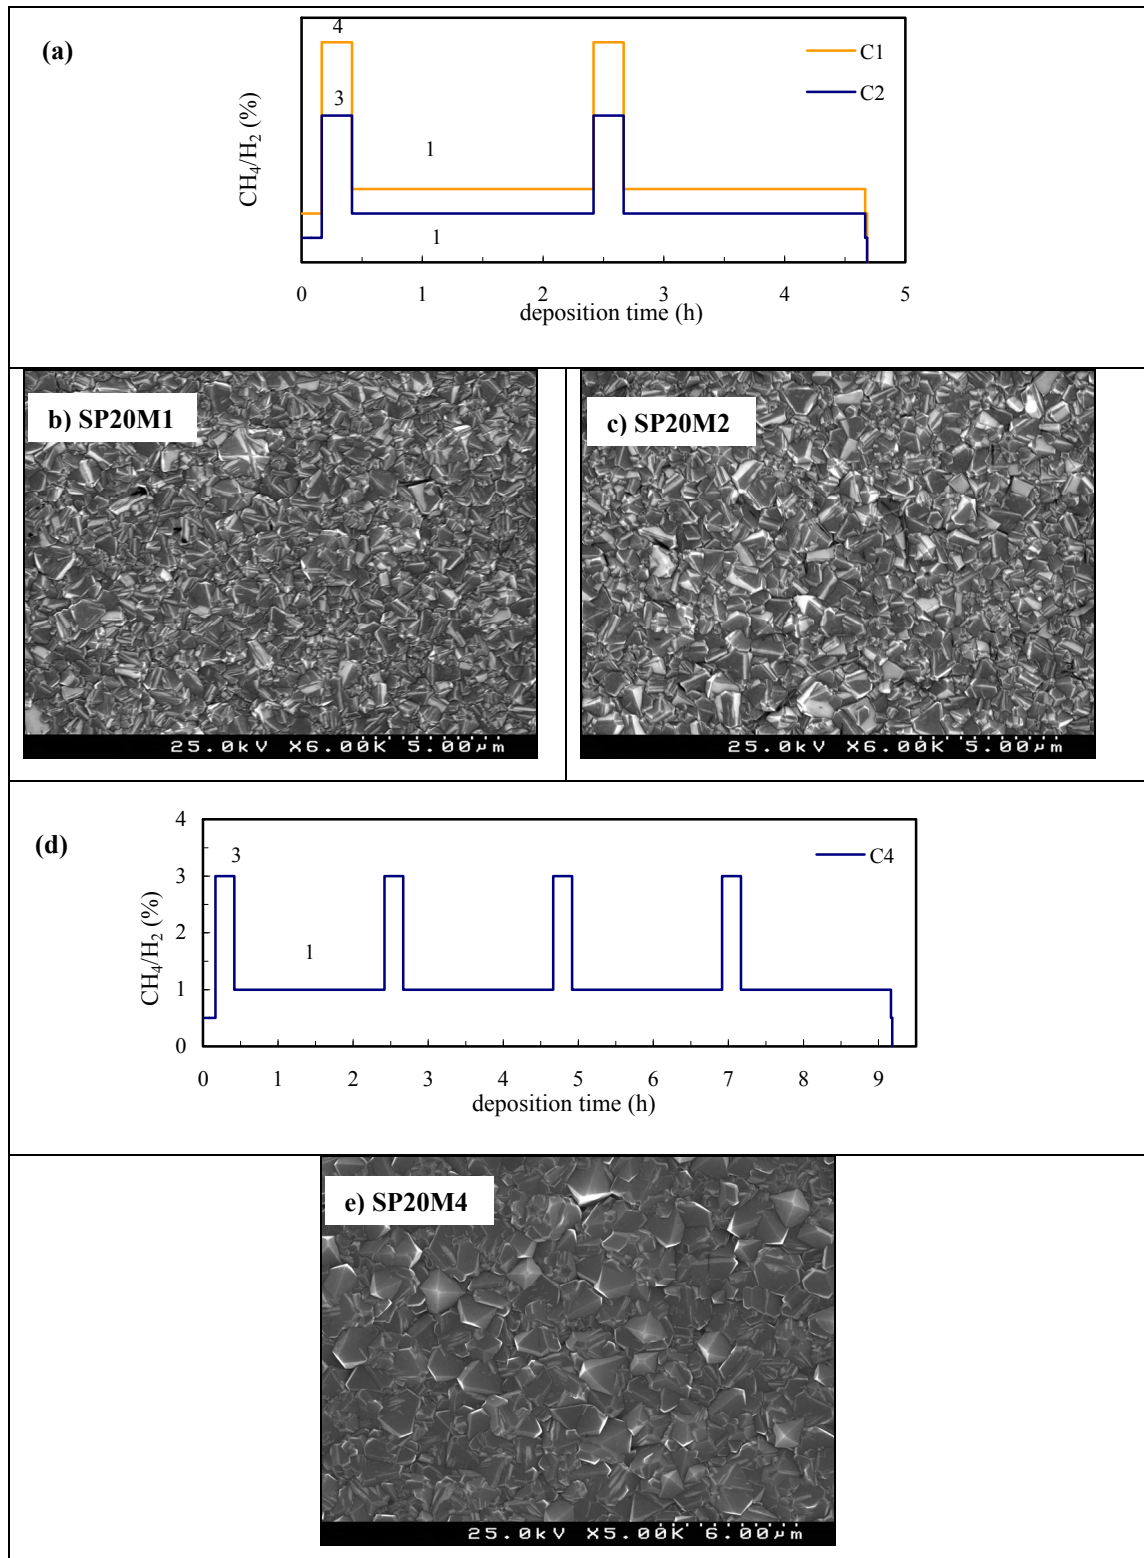 (a)
4
3
1
1
C1
C2
CH₄/H₂ (%)
0 1 2 3 4 5
deposition time (h)
b) SP20M1
25.0kV X6.00K 5.00µm
c) SP20M2
25.0kV X6.00K 5.00µm
(d)
4
3
2
1
0
3
1
C4
CH₄/H₂ (%)
0 1 2 3 4 5 6 7 8 9
deposition time (h)
e) SP20M4
25.0kV X5.00K 6.00µm